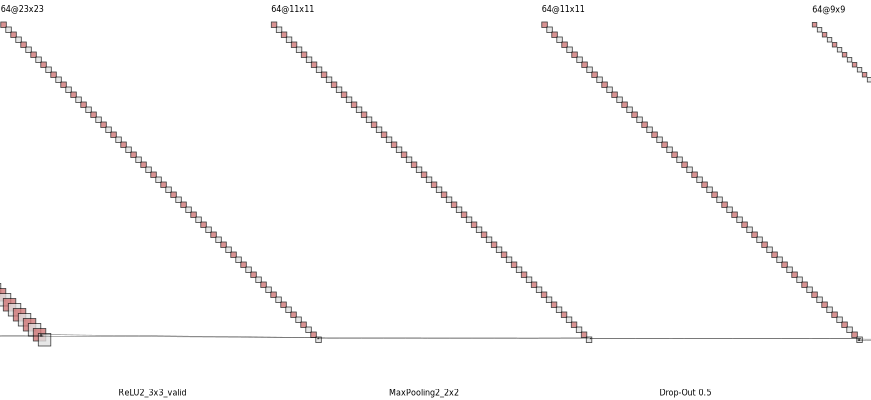 64@23x23
64@11x11
64@11x11
64@9x9
ReLU2_3x3_valid
MaxPooling2_2x2
Drop-Out 0.5